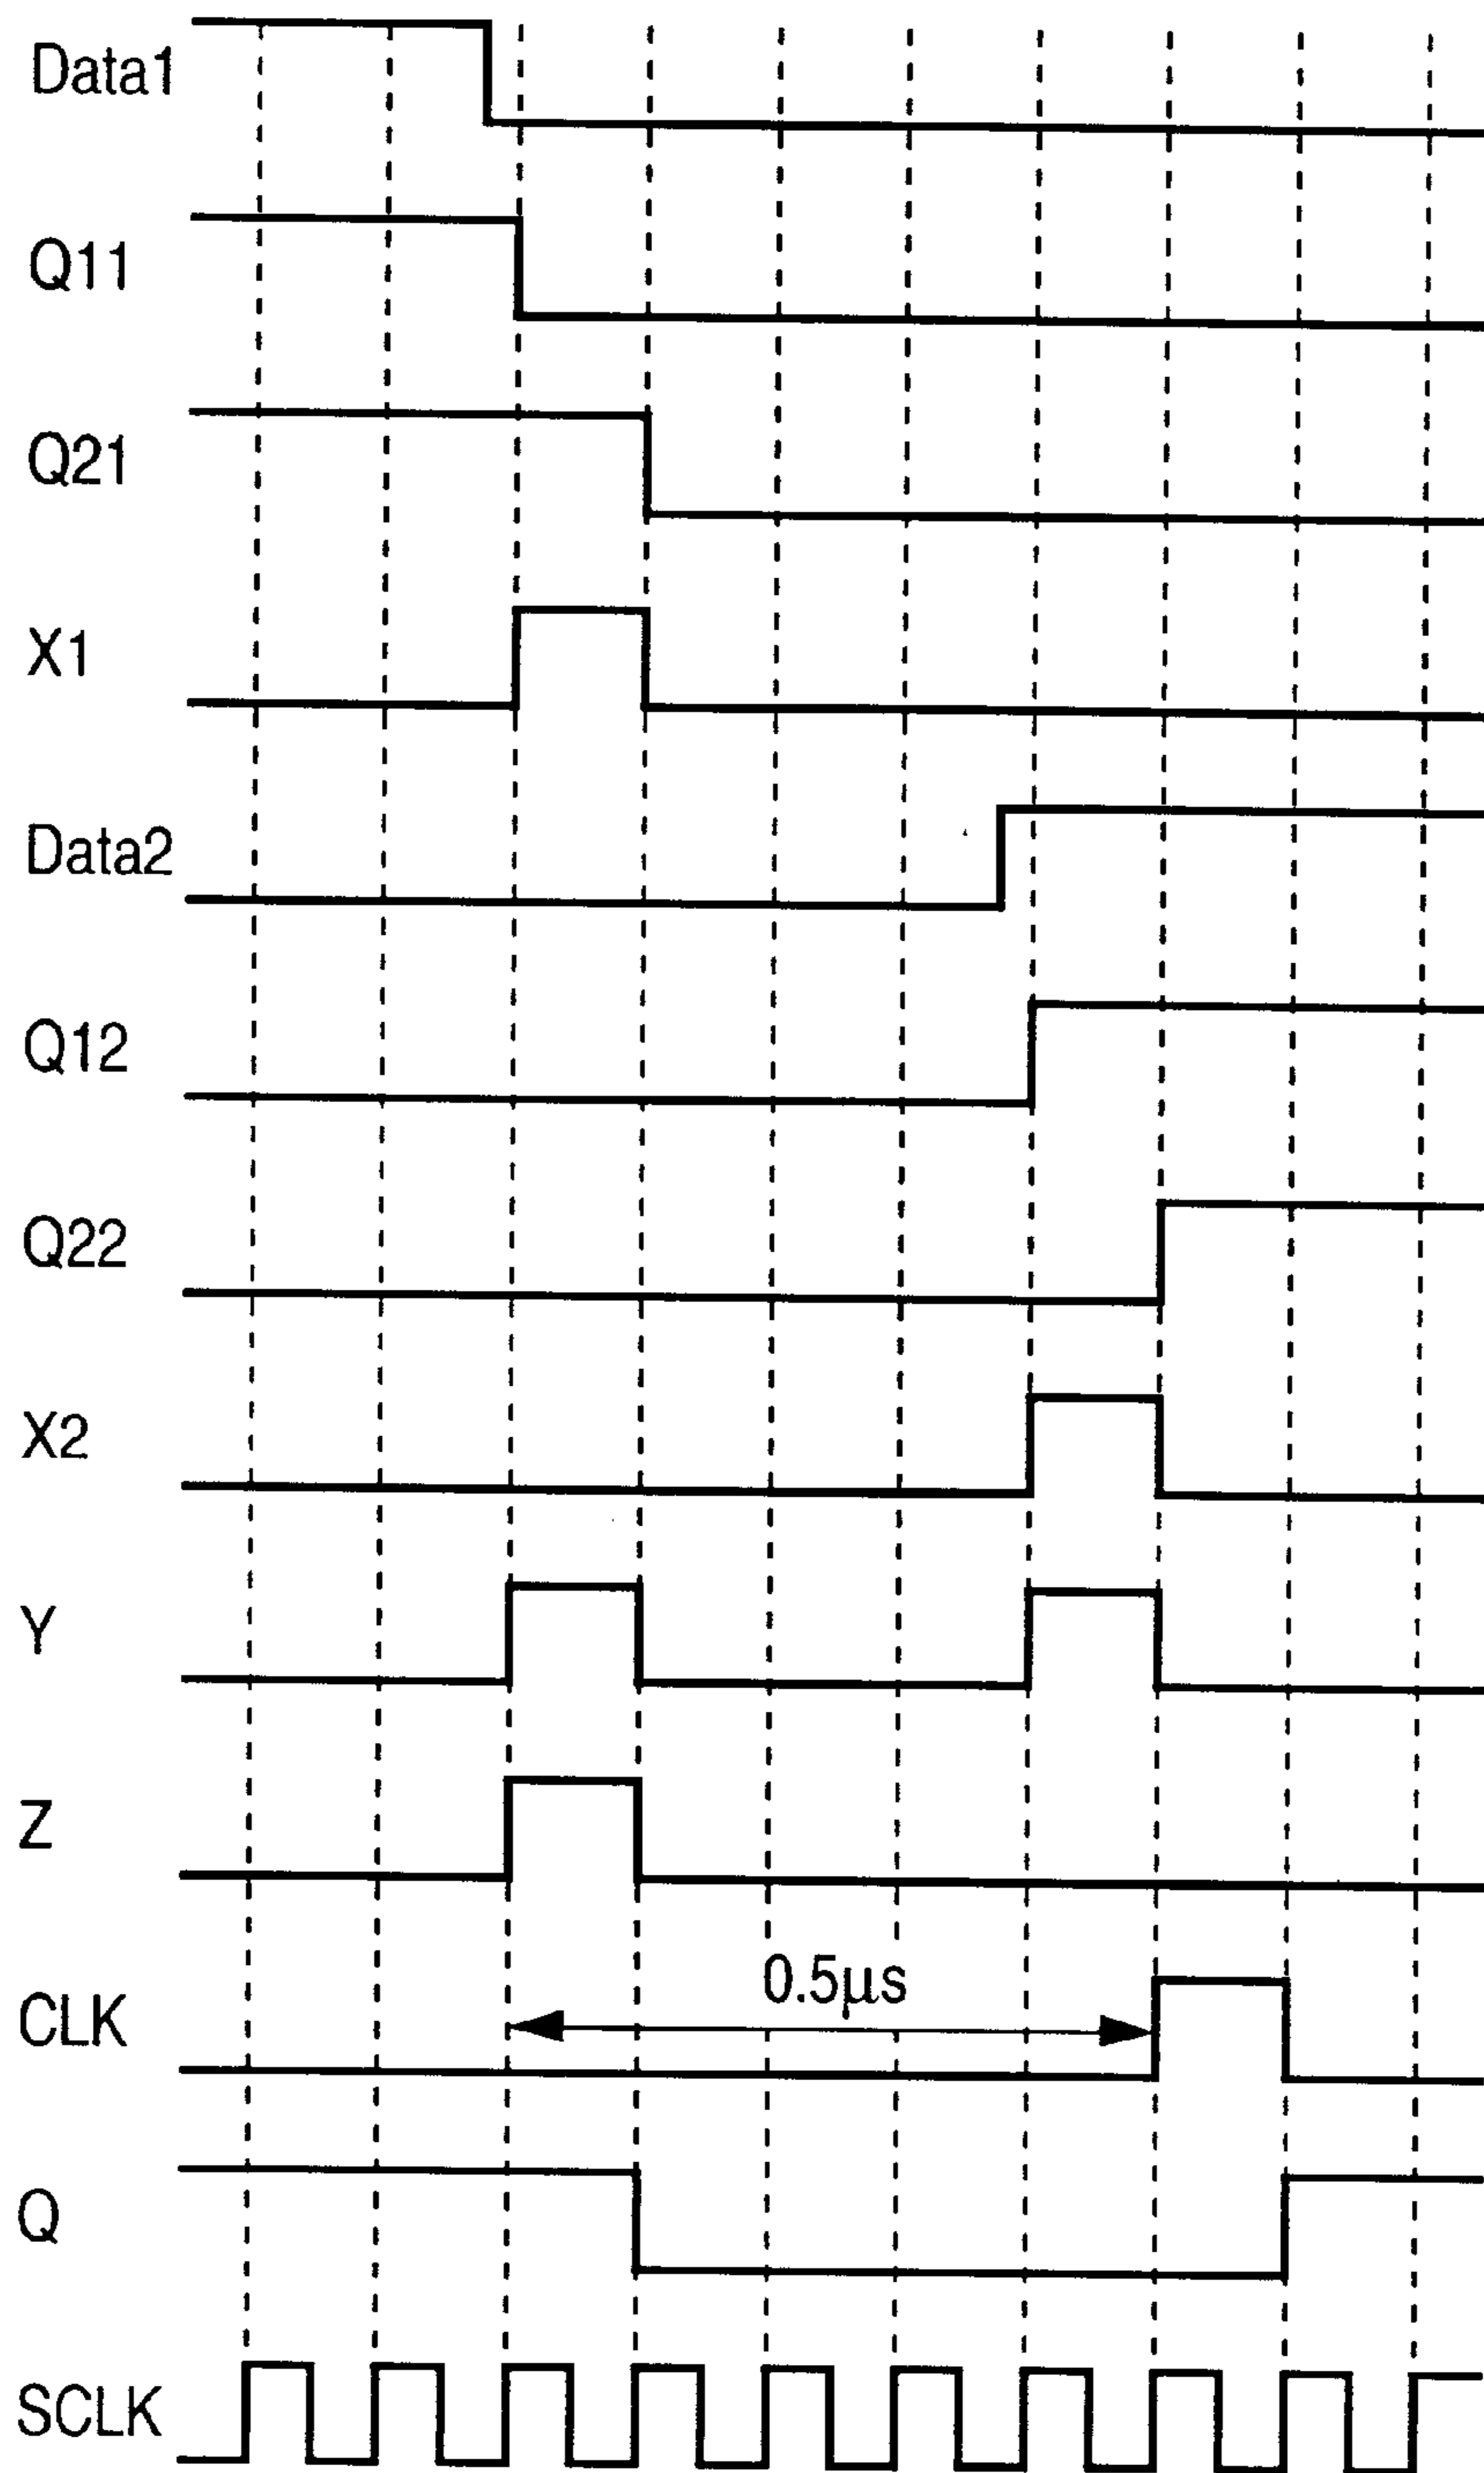 Data1
Q11
Q21
X1
Data2
Q12
Q22
X2
Y
Z
0.5μs
CLK
Q
SCLK